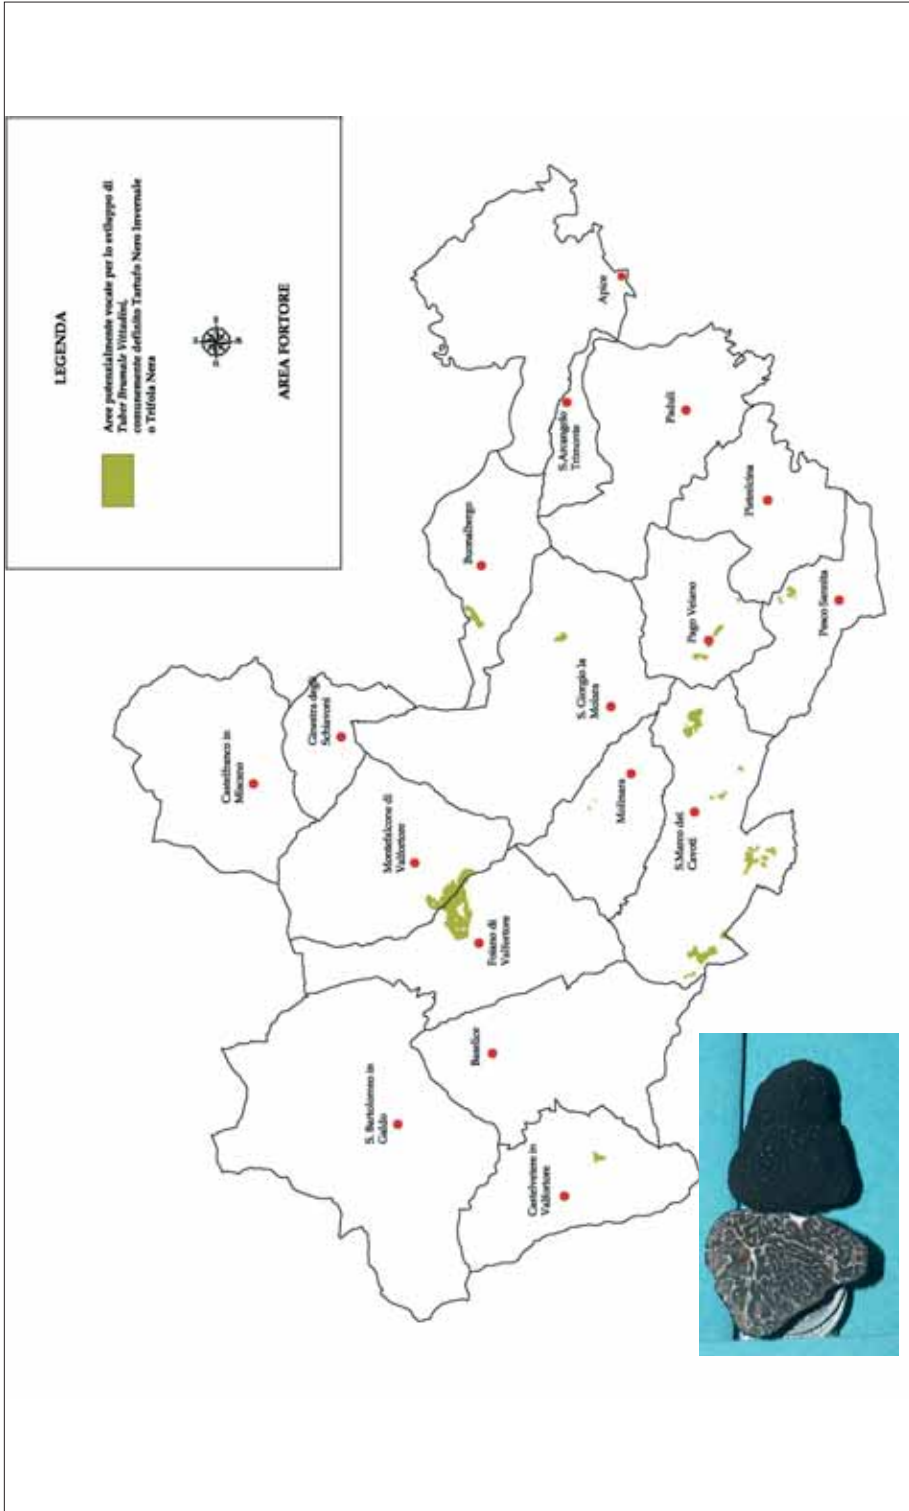 LEGENDA
Aree potenzialmente vocate per lo sviluppo di
Tuber Brumale Vittadini,
comunemente definito Tartufo Nero Invernale
o Trifola Nera
AREA FORTORE
S. Bartolomeo in
Galdo
Castelvetere in
Valfortore
Baselice
Foiano di
Valfortore
Montefalcone di
Valfortore
Castelfranco in
Miscano
Ginestra degli
Schiavoni
S.Marco dei
Cavoti
Molinara
S. Giorgio la
Molara
Buonalbergo
Pago Veiano
Pesco Sannita
Pietrelcina
Paduli
S.Arcangelo
Trimonte
Apice